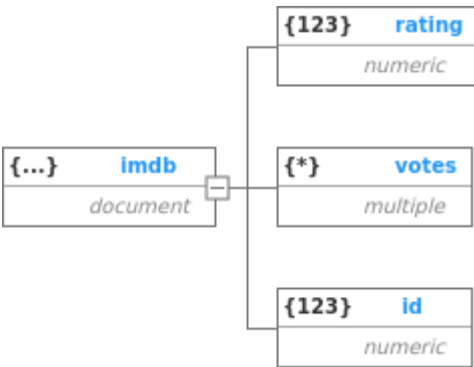 {123} rating
numeric
{...} imdb
document
{*} votes
multiple
{123} id
numeric